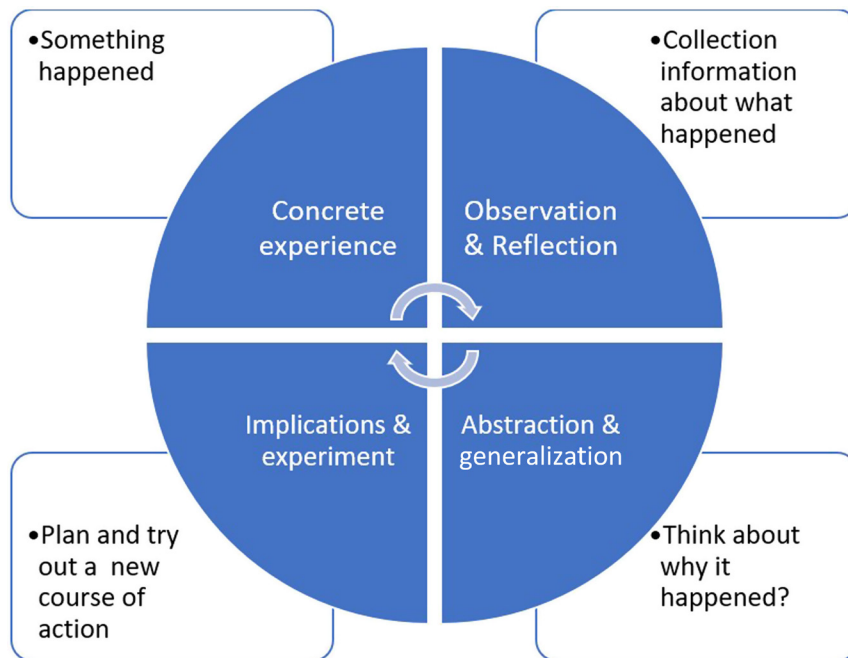 •Something
happened
•Collection
information
about what
happened
Concrete
experience
Observation
& Reflection
Implications &
experiment
Abstraction &
generalization
•Plan and try
out a  new
course of
action
•Think about
why it
happened?